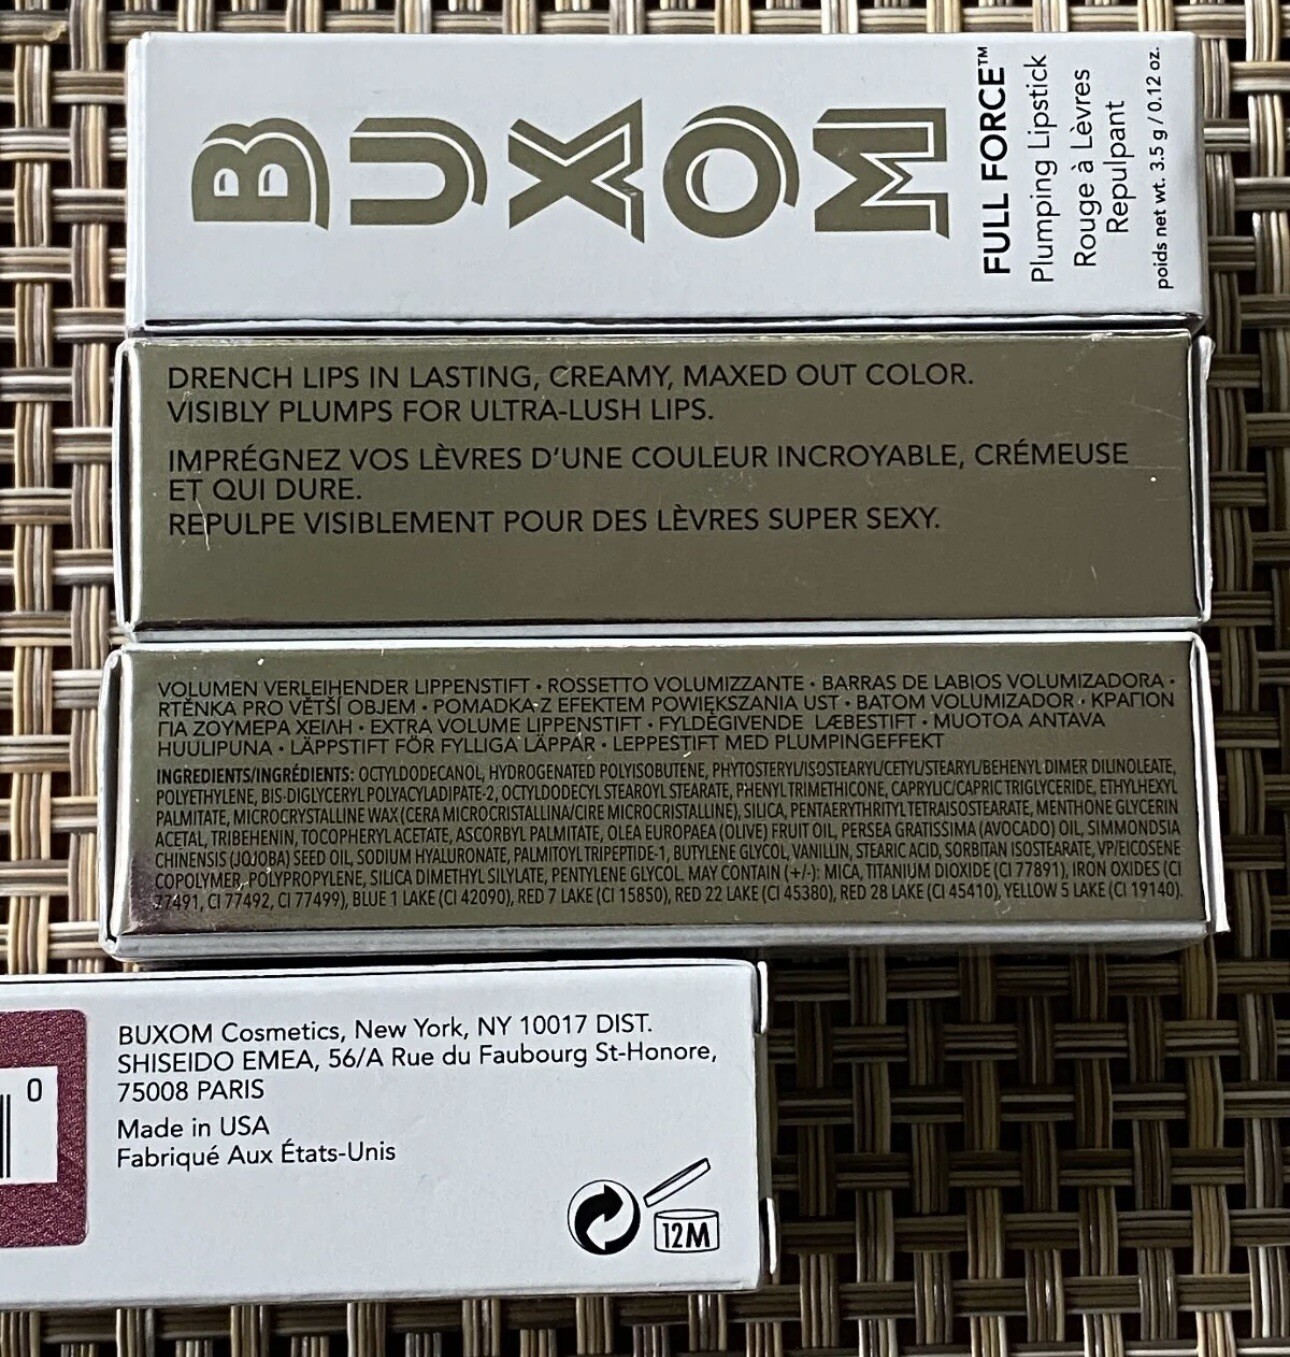 BUXOM
FULL FORCE™
Plumping Lipstick
Rouge à Lèvres
Repulpant
poids net wt. 3.5 g / 0.12 oz.
DRENCH LIPS IN LASTING, CREAMY, MAXED OUT COLOR.
VISIBLY PLUMPS FOR ULTRA-LUSH LIPS.
IMPRÉGNEZ VOS LÈVRES D'UNE COULEUR INCROYABLE, CRÉMEUSE
ET QUI DURE.
REPULPE VISIBLEMENT POUR DES LÈVRES SUPER SEXY.
VOLUMEN VERLEIHENDER LIPPENSTIFT • ROSSETTO VOLUMIZZANTE • BARRAS DE LABIOS VOLUMIZADORA •
RTĚNKA PRO VĚTŠÍ OBJEM • POMADKA Z EFEKTEM POWIĘKSZANIA UST • BATOM VOLUMIZADOR • ΚΡΑΓΙΟΝ
ΓΙΑ ΖΟΥΜΕΡΑ ΧΕΙΛΗ • EXTRA VOLUME LIPPENSTIFT • FYLDEGIVENDE LÆBESTIFT • MUOTOA ANTAVA
HUULIPUNA • LÄPPSTIFT FÖR FYLLIGA LÄPPAR • LEPPESTIFT MED PLUMPINGEFFEKT
INGREDIENTS/INGRÉDIENTS: OCTYLDODECANOL, HYDROGENATED POLYISOBUTENE, PHYTOSTERYL/ISOSTEARYL/CETYL/STEARYL/BEHENYL DIMER DILINOLEATE,
POLYETHYLENE, BIS-DIGLYCERYL POLYACYLADIPATE-2, OCTYLDODECYL STEAROYL STEARATE, PHENYL TRIMETHICONE, CAPRYLIC/CAPRIC TRIGLYCERIDE, ETHYLHEXYL
PALMITATE, MICROCRYSTALLINE WAX (CERA MICROCRISTALLINA/CIRE MICROCRISTALLINE), SILICA, PENTAERYTHRITYL TETRAISOSTEARATE, MENTHONE GLYCERIN
ACETAL, TRIBEHENIN, TOCOPHERYL ACETATE, ASCORBYL PALMITATE, OLEA EUROPAEA (OLIVE) FRUIT OIL, PERSEA GRATISSIMA (AVOCADO) OIL, SIMMONDSIA
CHINENSIS (JOJOBA) SEED OIL, SODIUM HYALURONATE, PALMITOYL TRIPEPTIDE-1, BUTYLENE GLYCOL, VANILLIN, STEARIC ACID, SORBITAN ISOSTEARATE, VP/EICOSENE
COPOLYMER, POLYPROPYLENE, SILICA DIMETHYL SILYLATE, PENTYLENE GLYCOL. MAY CONTAIN (+/-): MICA, TITANIUM DIOXIDE (CI 77891), IRON OXIDES (CI
77491, CI 77492, CI 77499), BLUE 1 LAKE (CI 42090), RED 7 LAKE (CI 15850), RED 22 LAKE (CI 45380), RED 28 LAKE (CI 45410), YELLOW 5 LAKE (CI 19140).
BUXOM Cosmetics, New York, NY 10017 DIST.
SHISEIDO EMEA, 56/A Rue du Faubourg St-Honore,
75008 PARIS
Made in USA
Fabriqué Aux États-Unis
0
12M